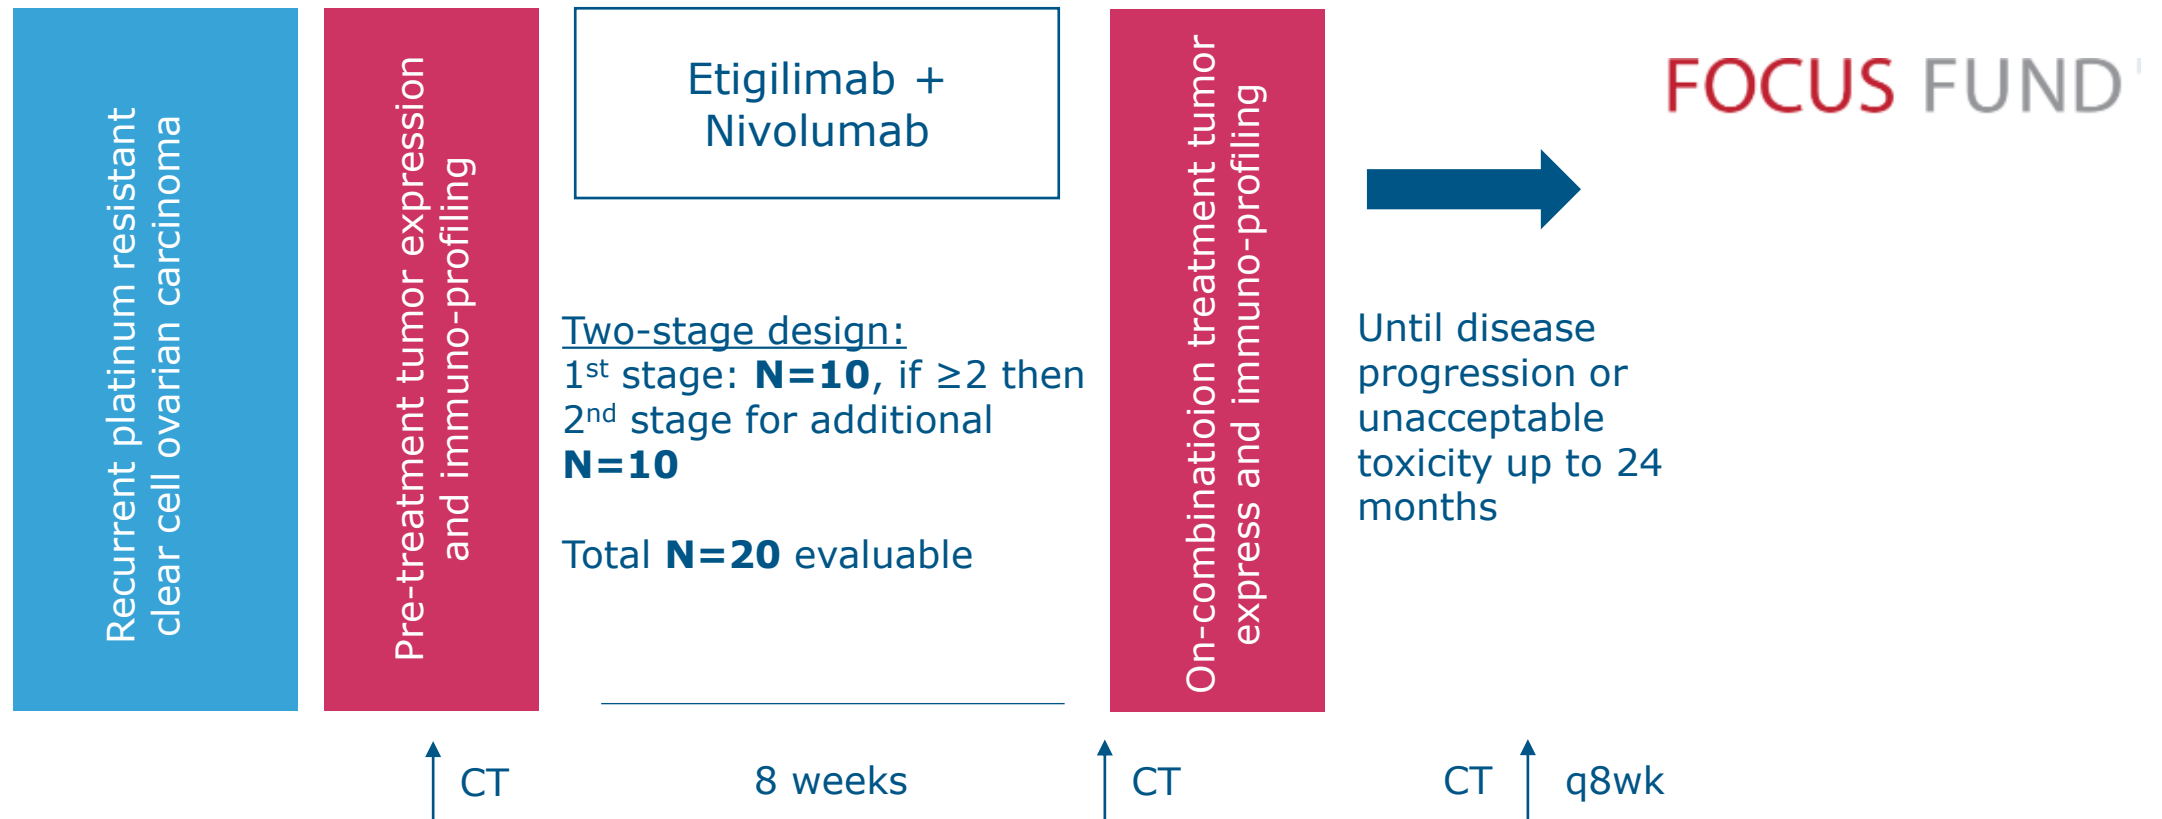 Recurrent platinum resistant
clear cell ovarian carcinoma
Pre-treatment tumor expression
and immuno-profiling
Etigilimab +
Nivolumab
Two-stage design:
1st stage: N=10, if ≥2 then
2nd stage for additional
N=10
Total N=20 evaluable
On-combinatioion treatment tumor
express and immuno-profiling
FOCUS FUND
Until disease
progression or
unacceptable
toxicity up to 24
months
CT
8 weeks
CT
CT
q8wk